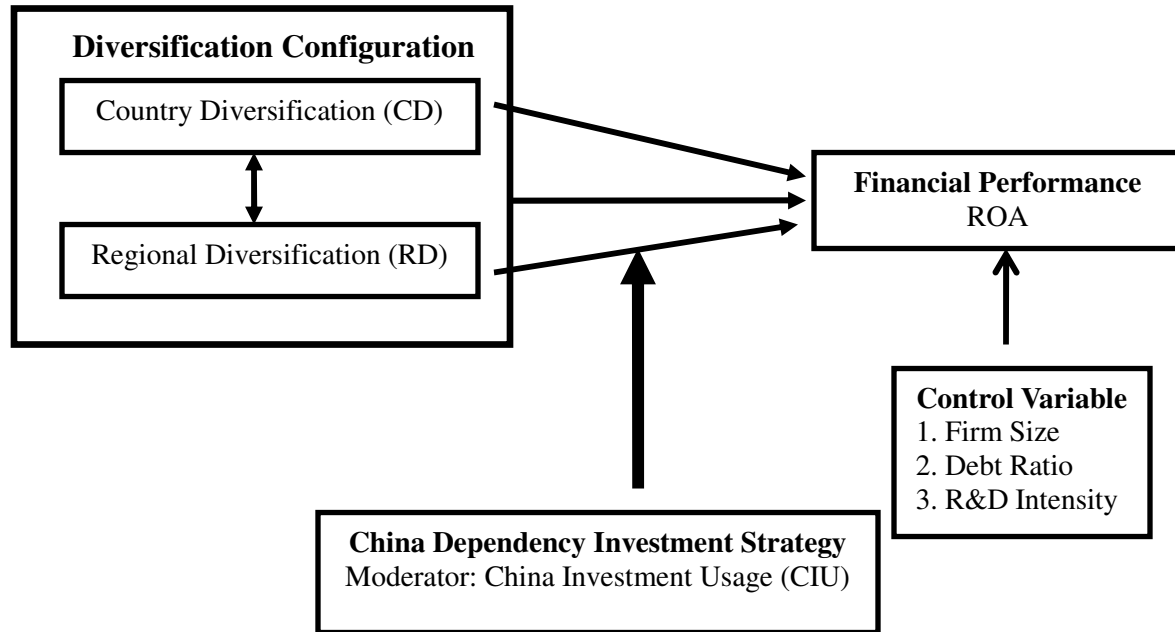 Diversification Configuration
Country Diversification (CD)
Regional Diversification (RD)
Financial Performance
ROA
Control Variable
1. Firm Size
2. Debt Ratio
3. R&D Intensity
China Dependency Investment Strategy
Moderator: China Investment Usage (CIU)